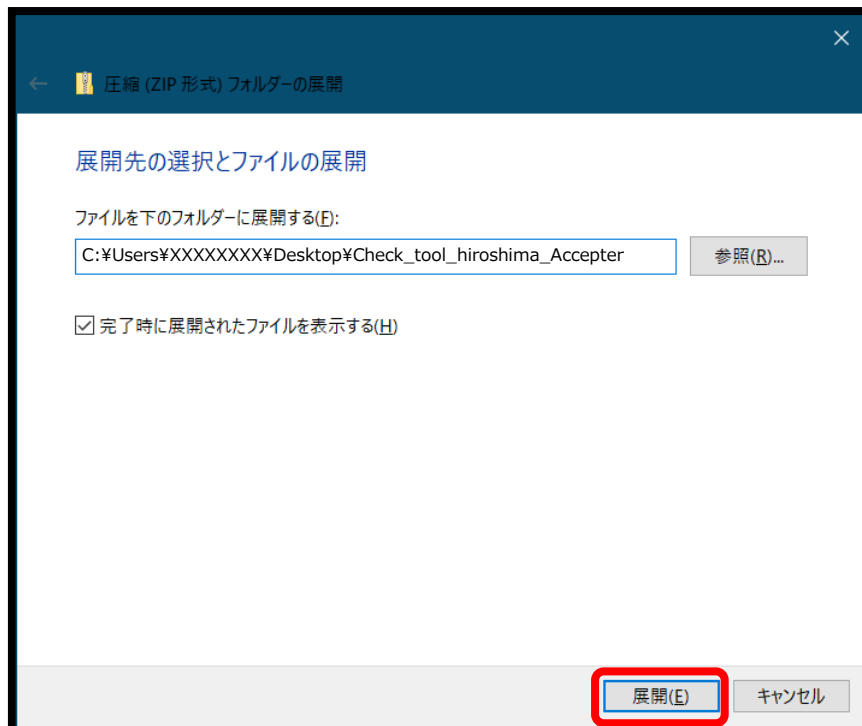 圧縮 (ZIP 形式) フォルダーの展開
展開先の選択とファイルの展開
ファイルを下のフォルダーに展開する(F):
C:¥Users¥XXXXXXXX¥Desktop¥Check_tool_hiroshima_Accepter
参照(R)...
完了時に展開されたファイルを表示する(H)
展開(E)
キャンセル